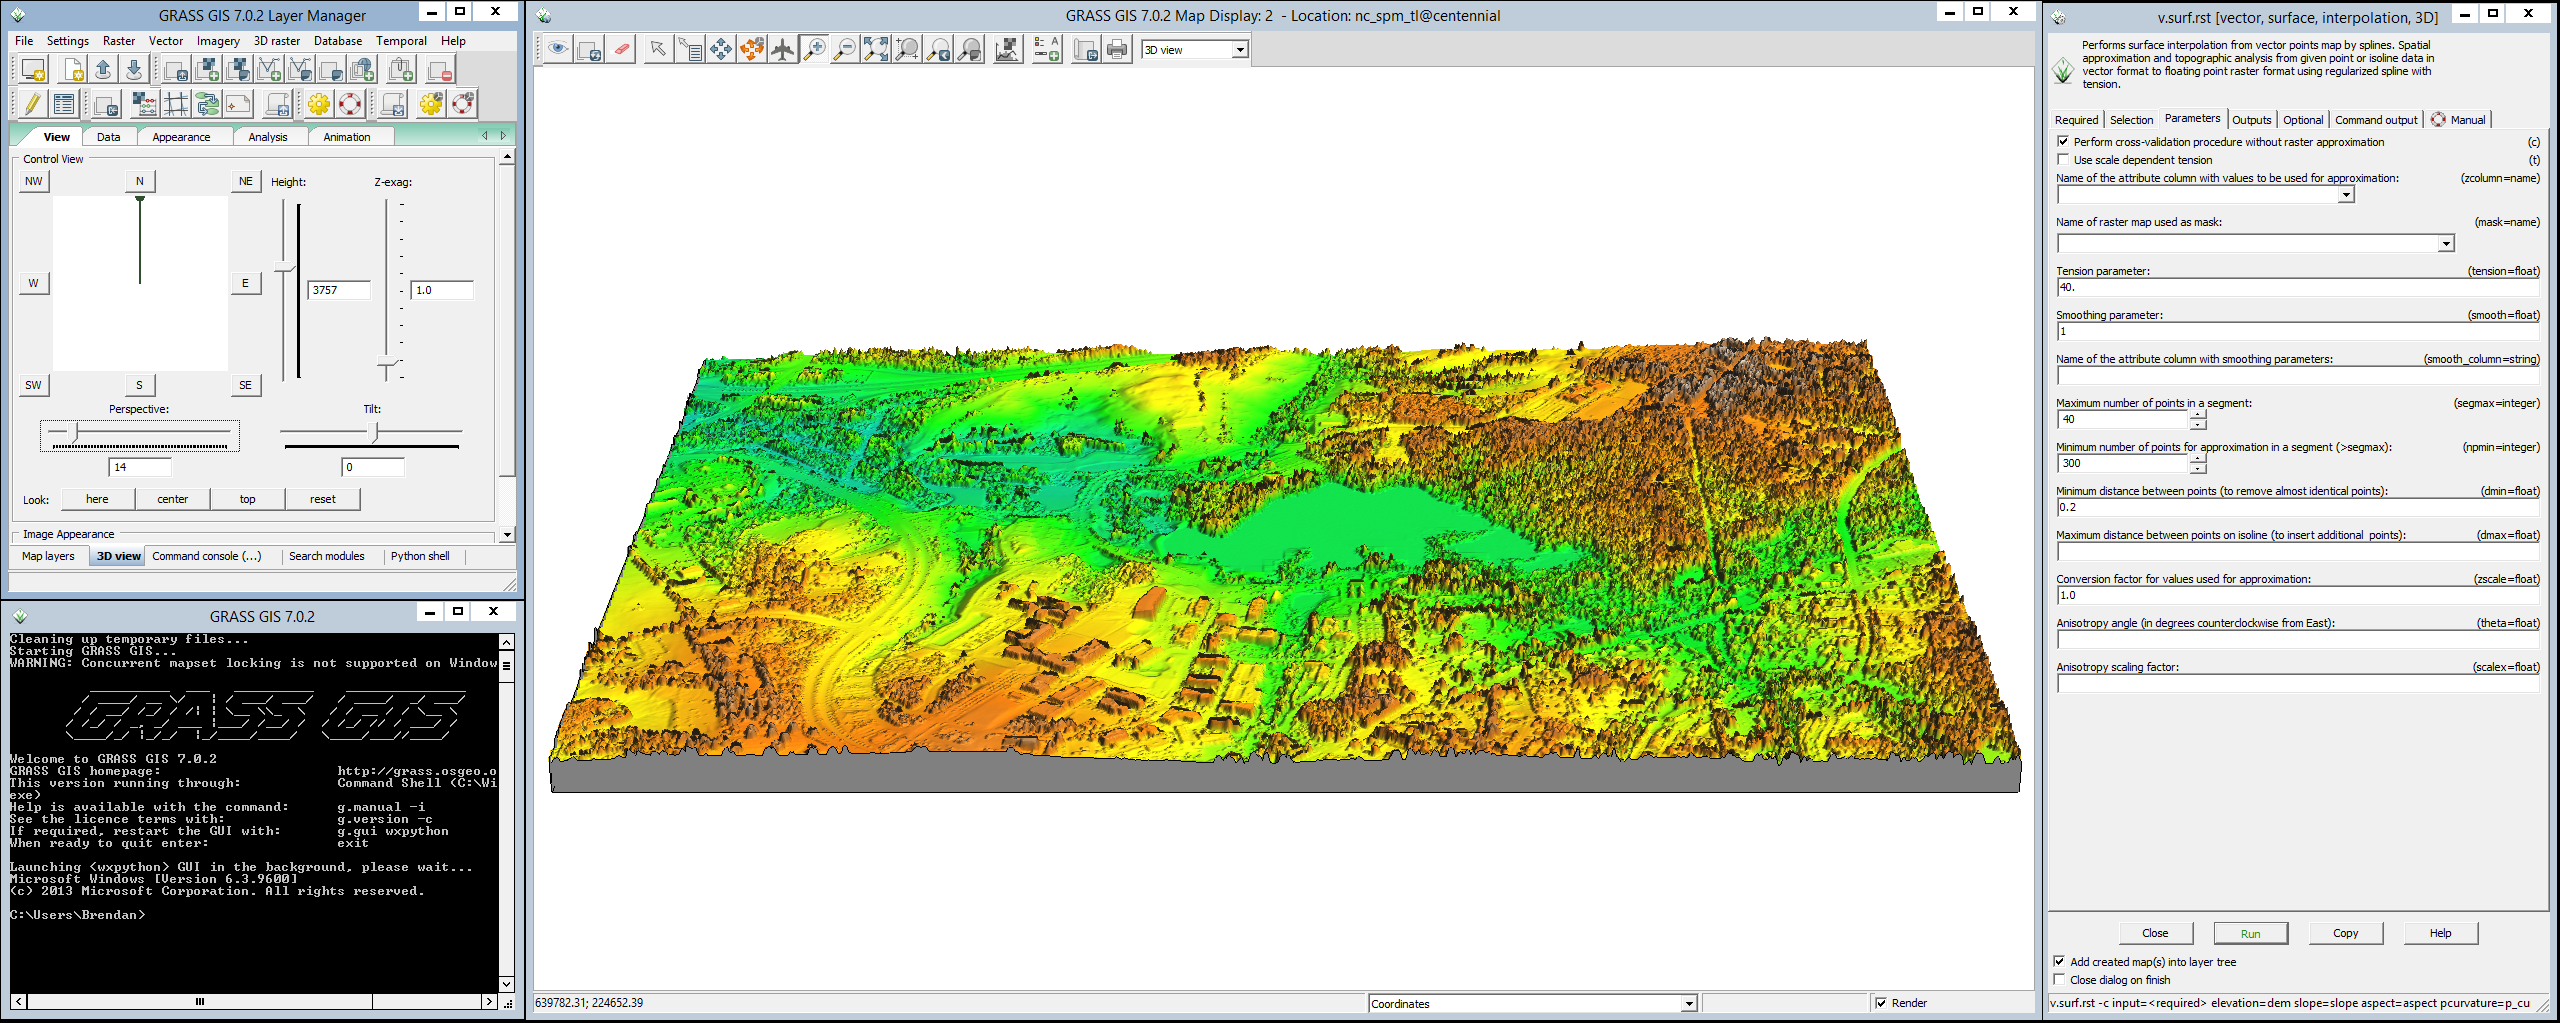 GRASS GIS 7.0.2 Layer Manager
File Settings Raster Vector Imagery 3D raster Database Temporal Help
View Data Appearance Analysis Animation
Control View
NW N NE Height: Z-exag:
W E 3757 1.0
SW S SE
Perspective: Tilt:
14 0
Look: here center top reset
Image Appearance
Map layers 3D view Command console (...) Search modules Python shell
GRASS GIS 7.0.2
Cleaning up temporary files...
Starting GRASS GIS...
WARNING: Concurrent mapset locking is not supported on Window
GRASS GIS
Welcome to GRASS GIS 7.0.2
GRASS GIS homepage: http://grass.osgeo.o
This version running through: Command Shell (C:\Wi
exe)
Help is available with the command: g.manual -i
See the licence terms with: g.version -c
If required, restart the GUI with: g.gui wxpython
When ready to quit enter: exit
Launching <wxpython> GUI in the background, please wait...
Microsoft Windows [Version 6.3.9600]
(c) 2013 Microsoft Corporation. All rights reserved.
C:\Users\Brendan>
GRASS GIS 7.0.2 Map Display: 2 - Location: nc_spm_tl@centennial
3D view
639782.31; 224652.39
Coordinates
Render
v.surf.rst [vector, surface, interpolation, 3D]
Performs surface interpolation from vector points map by splines. Spatial
approximation and topographic analysis from given point or isoline data in
vector format to floating point raster format using regularized spline with
tension.
Required Selection Parameters Outputs Optional Command output Manual
Perform cross-validation procedure without raster approximation (c)
Use scale dependent tension (t)
Name of the attribute column with values to be used for approximation: (zcolumn=name)
Name of raster map used as mask: (mask=name)
Tension parameter: (tension=float)
40.
Smoothing parameter: (smooth=float)
1
Name of the attribute column with smoothing parameters: (smooth_column=string)
Maximum number of points in a segment: (segmax=integer)
40
Minimum number of points for approximation in a segment (>segmax): (npmin=integer)
300
Minimum distance between points (to remove almost identical points): (dmin=float)
0.2
Maximum distance between points on isoline (to insert additional points): (dmax=float)
Conversion factor for values used for approximation: (zscale=float)
1.0
Anisotropy angle (in degrees counterclockwise from East): (theta=float)
Anisotropy scaling factor: (scalex=float)
Close Run Copy Help
Add created map(s) into layer tree
Close dialog on finish
v.surf.rst -c input=<required> elevation=dem slope=slope aspect=aspect pcurvature=p_cu